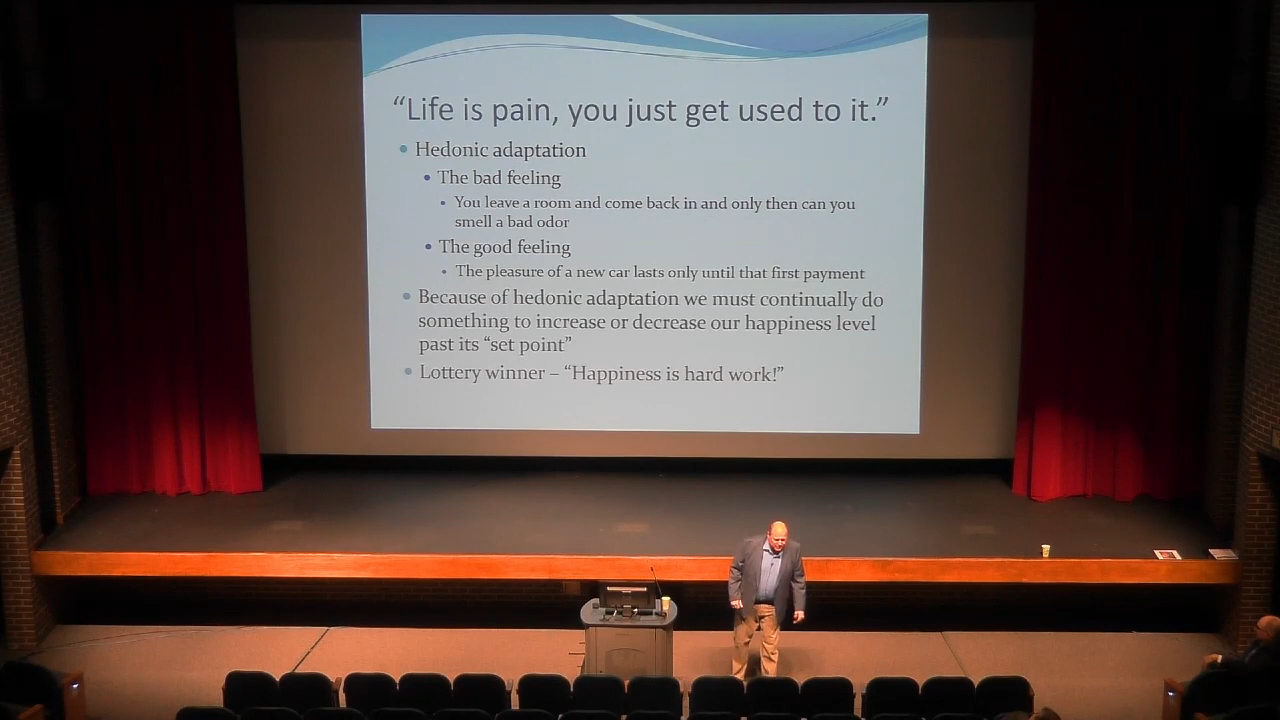 “Life is pain, you just get used to it.”
• Hedonic adaptation
• The bad feeling
• You leave a room and come back in and only then can you
smell a bad odor
• The good feeling
• The pleasure of a new car lasts only until that first payment
• Because of hedonic adaptation we must continually do
something to increase or decrease our happiness level
past its “set point”
• Lottery winner – “Happiness is hard work!”